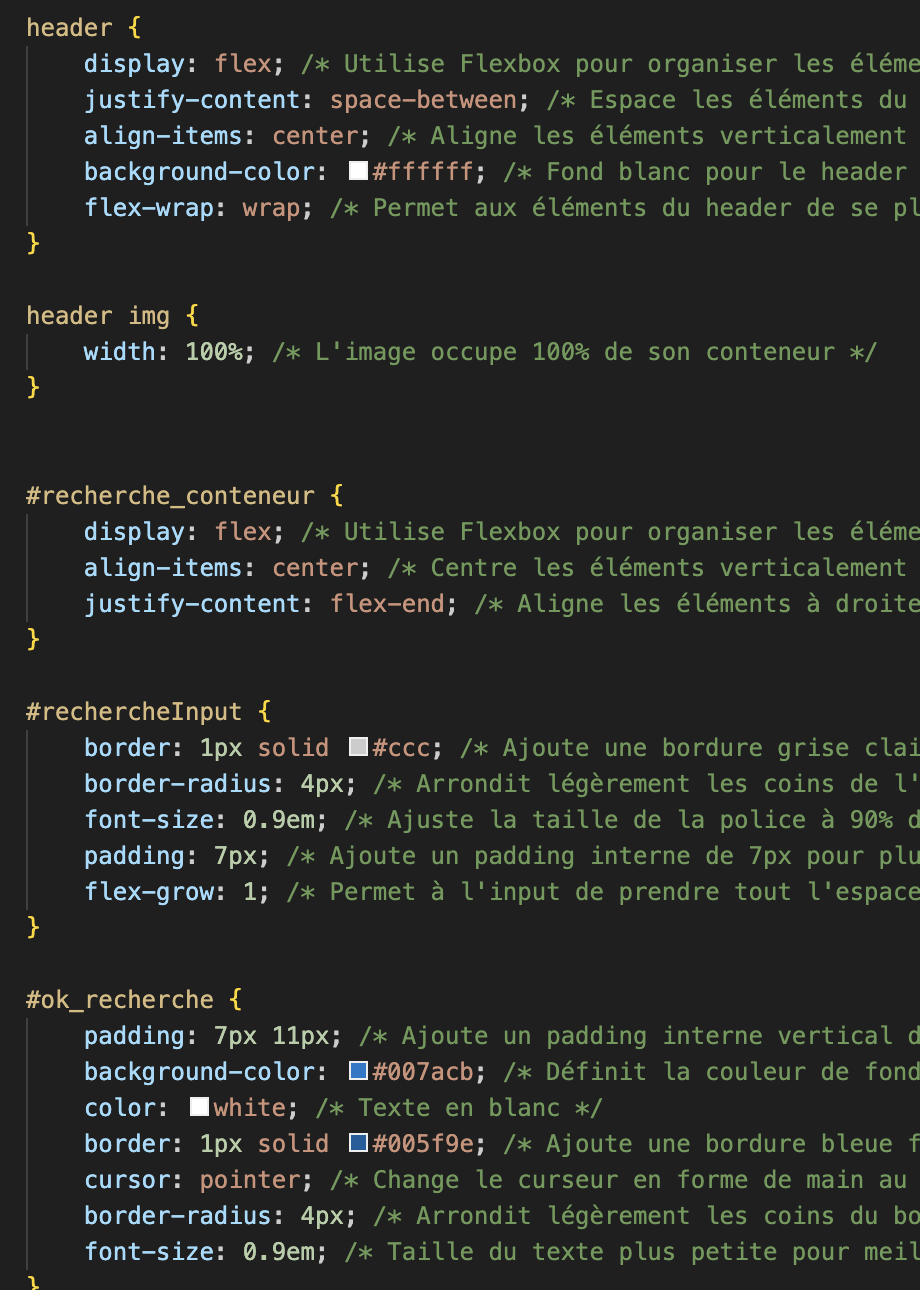 header {
display: flex; /* Utilise Flexbox pour organiser les
justify-content: space-between; /* Espace les éléments du
align-items: center; /* Aligne les éléments verticalement
background-color: #ffffff; /* Fond blanc pour le header
flex-wrap: wrap; /* Permet aux éléments du header de se
}
header img {
width: 100%; /* L'image occupe 100% de son conteneur */
}
#recherche_conteneur {
display: flex; /* Utilise Flexbox pour organiser les
align-items: center; /* Centre les éléments verticalement
justify-content: flex-end; /* Aligne les éléments à droite
}
#rechercheInput {
border: 1px solid #ccc; /* Ajoute une bordure grise
border-radius: 4px; /* Arrondit légèrement les coins de
font-size: 0.9em; /* Ajuste la taille de la police à 90%
padding: 7px; /* Ajoute un padding interne de 7px pour
flex-grow: 1; /* Permet à l'input de prendre tout l'espace
}
#ok_recherche {
padding: 7px 11px; /* Ajoute un padding interne vertical
background-color: #007acb; /* Définit la couleur de fond
color: white; /* Texte en blanc */
border: 1px solid #005f9e; /* Ajoute une bordure bleue
cursor: pointer; /* Change le curseur en forme de main au
border-radius: 4px; /* Arrondit légèrement les coins du
font-size: 0.9em; /* Taille du texte plus petite pour
}